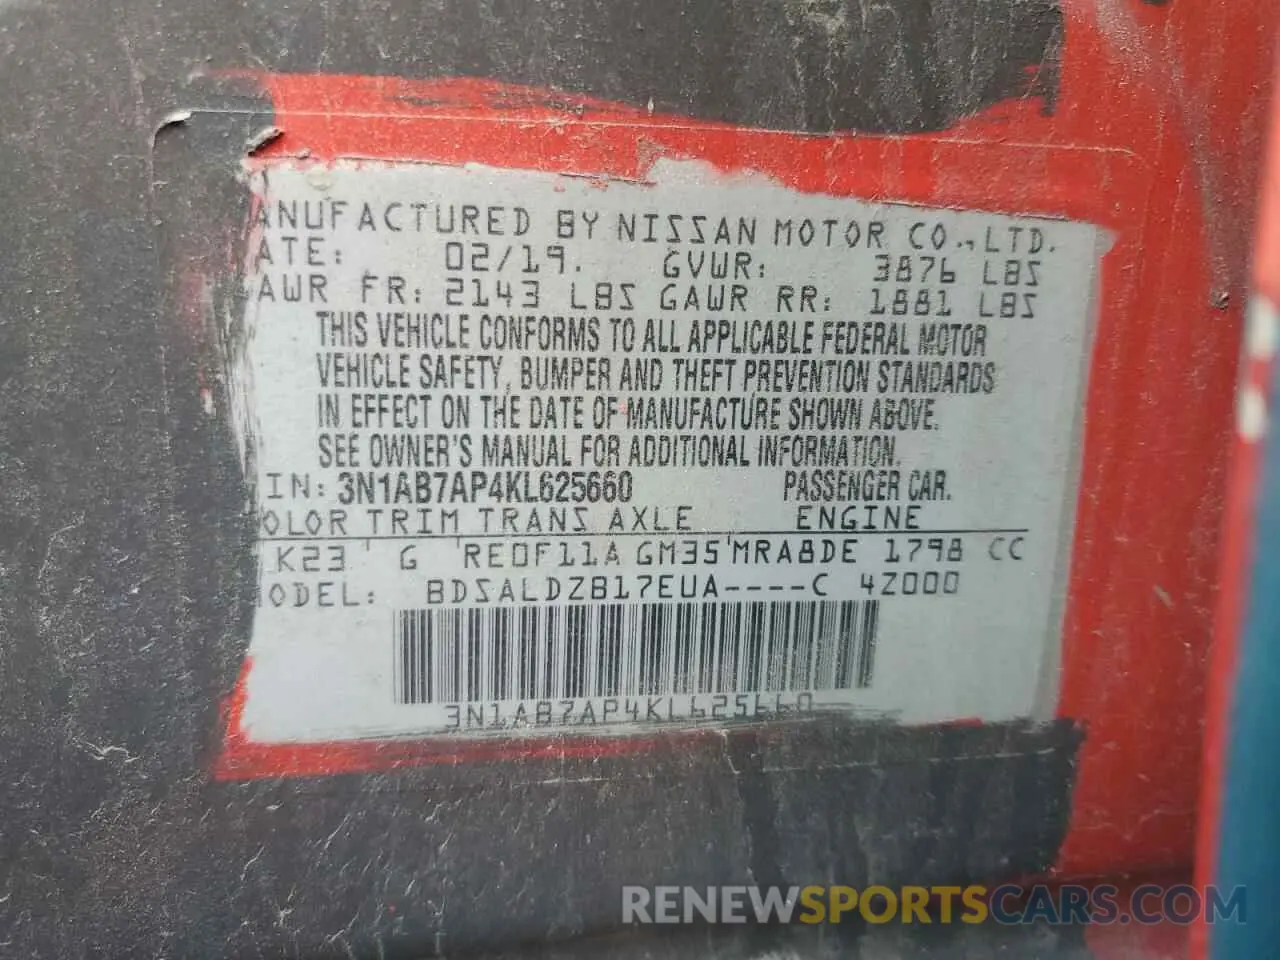 ANUFACTURED BY NISSAN MOTOR CO., LTD.
ATE: 02/19. GVWR: 3876 LBS
AWR FR: 2143 LBS GAWR RR: 1881 LBS
THIS VEHICLE CONFORMS TO ALL APPLICABLE FEDERAL MOTOR
VEHICLE SAFETY, BUMPER AND THEFT PREVENTION STANDARDS
IN EFFECT ON THE DATE OF MANUFACTURE SHOWN ABOVE.
SEE OWNER'S MANUAL FOR ADDITIONAL INFORMATION.
IN: 3N1AB7AP4KL625660 PASSENGER CAR.
OLOR TRIM TRANS AXLE ENGINE
K23 G RE0F11A GM35 MRA8DE 1798 CC
ODEL: BDSALDZB17EUA----C 4Z000
3N1AB7AP4KL625660
RENEWSPORTSCARS.COM